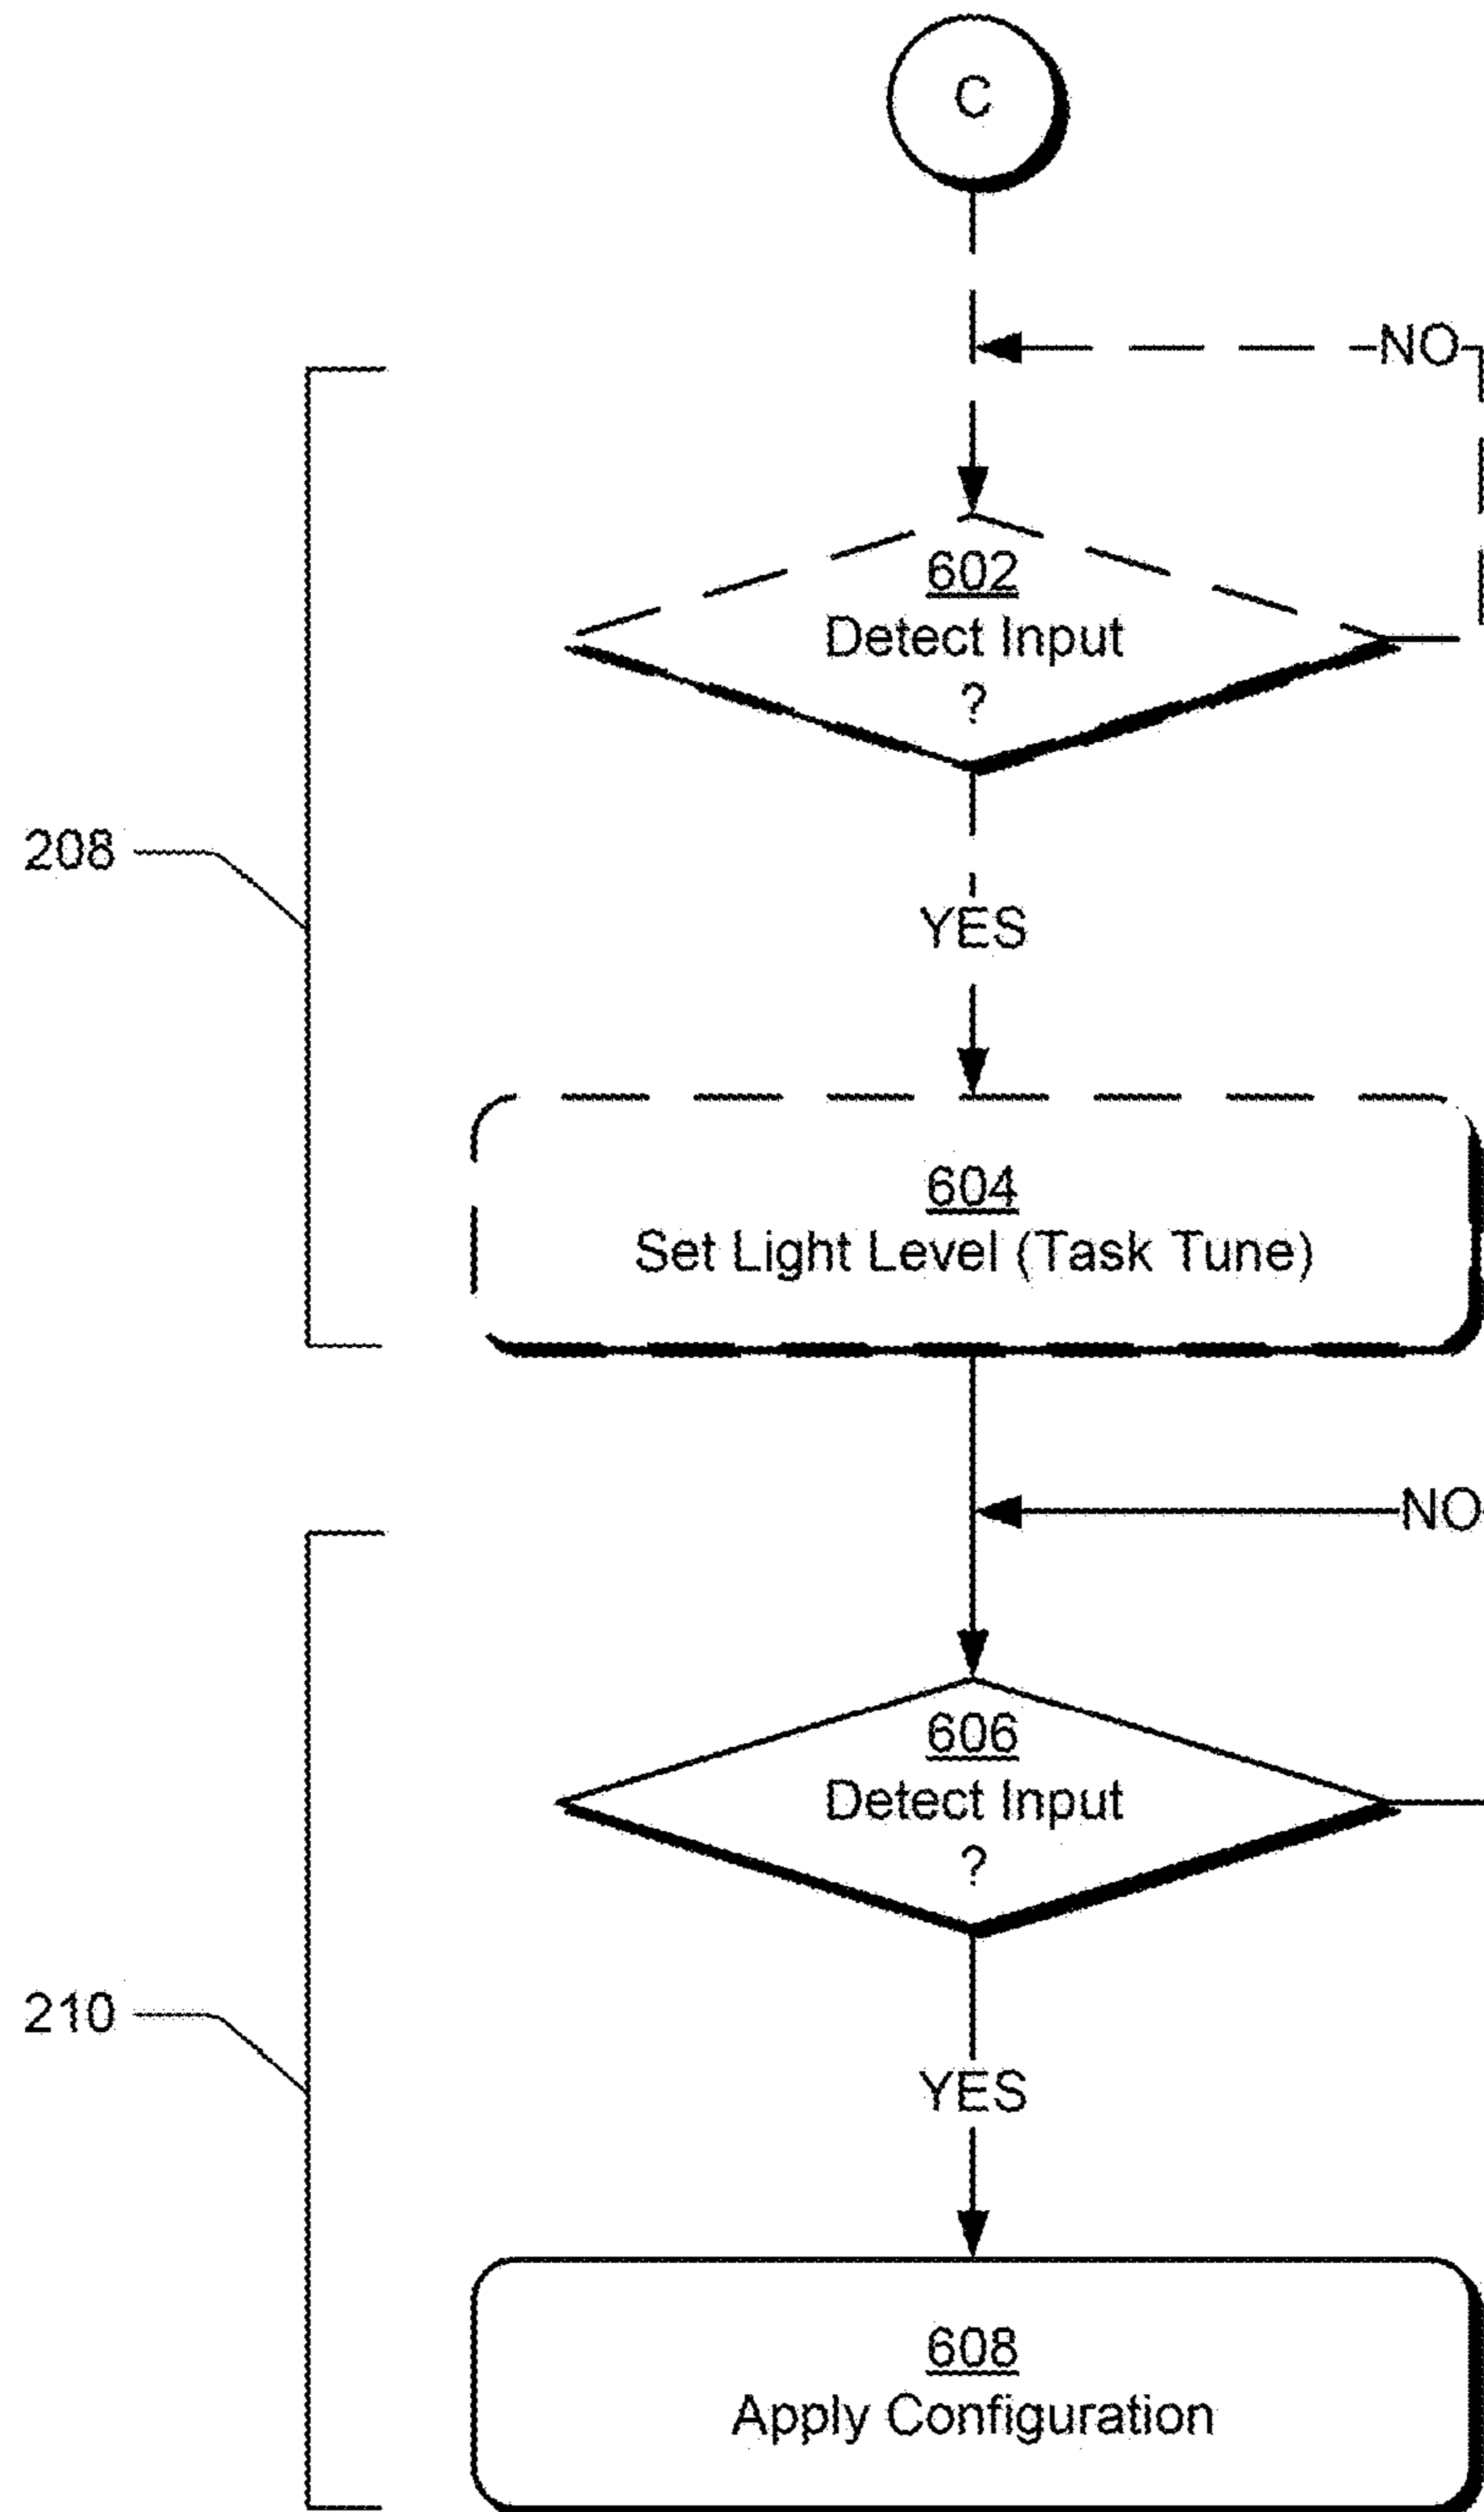 C
NO
602
Detect Input
?
208
YES
604
Set Light Level (Task Tune)
NO
606
Detect Input
?
210
YES
608
Apply Configuration